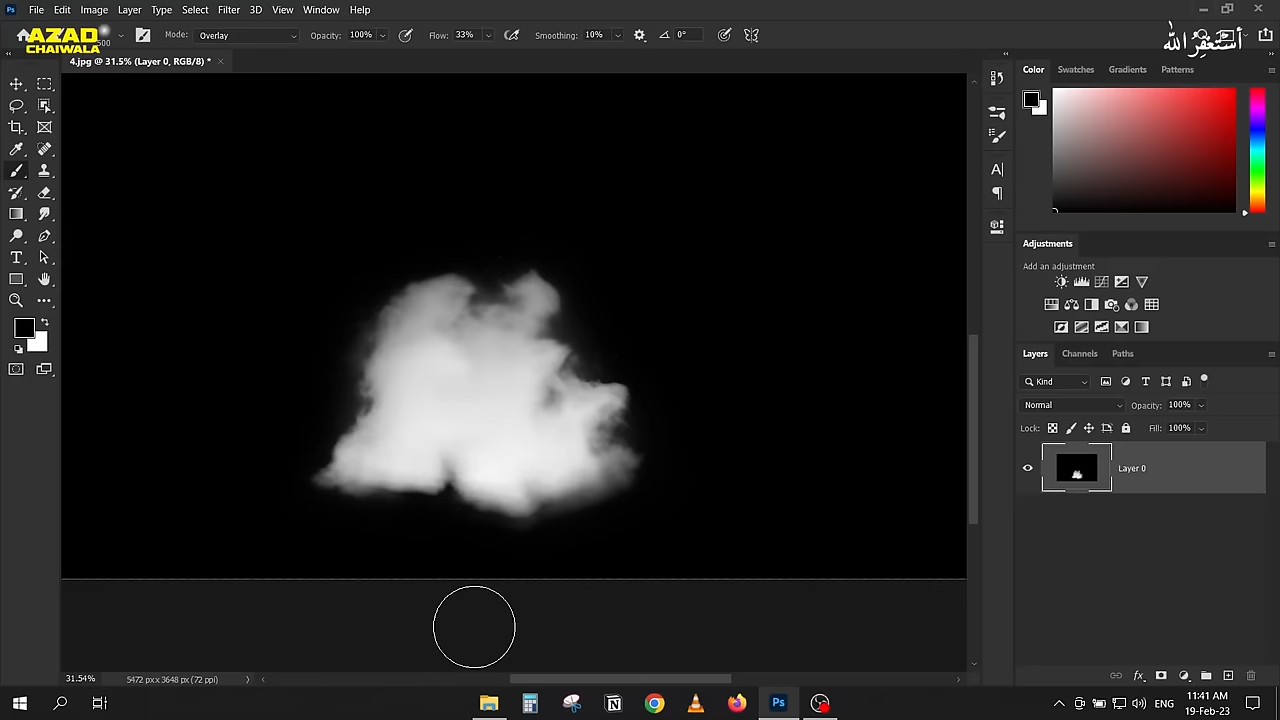 File Edit Image Layer Type Select Filter 3D View Window Help
AZAD
CHAIWALA
500
Mode: Overlay Opacity: 100% Flow: 33% Smoothing: 10% 0°
أستغفر الله
4.jpg @ 31.5% (Layer 0, RGB/8) *
Color Swatches Gradients Patterns
Adjustments
Add an adjustment
Layers Channels Paths
Kind
Normal Opacity: 100%
Lock: Fill: 100%
Layer 0
31.54% 5472 px x 3648 px (72 ppi)
ENG 11:41 AM
19-Feb-23